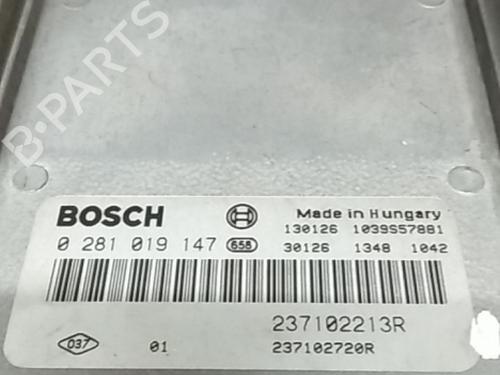 B-PARTS
BOSCH
Made in Hungary
130126 1039S57881
0 281 019 147 658
30126 1348 1042
237102213R
037 01 237102720R